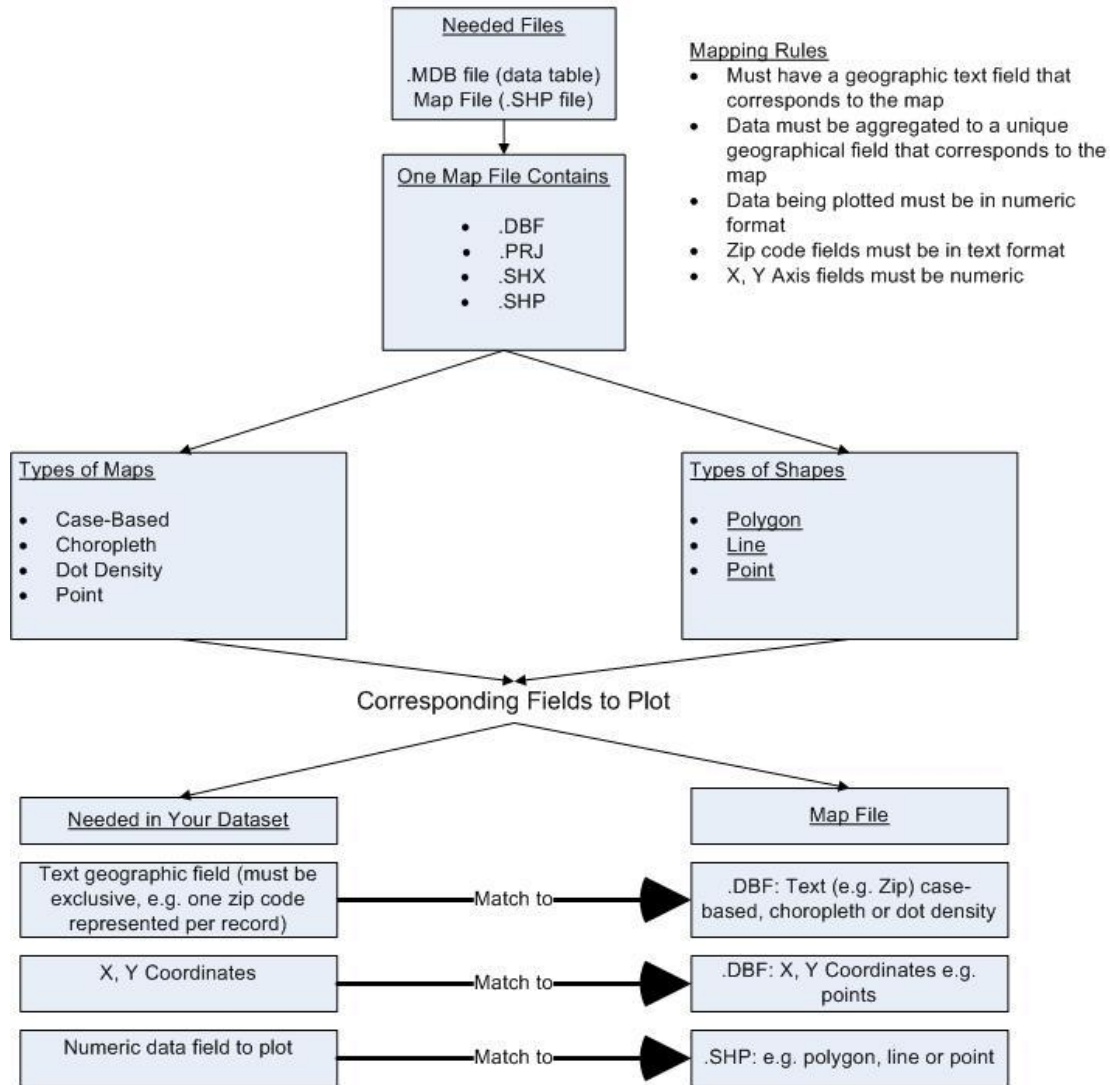 Needed Files
.MDB file (data table)
Map File (.SHP file)
Mapping Rules
• Must have a geographic text field that
corresponds to the map
• Data must be aggregated to a unique
geographical field that corresponds to the
map
• Data being plotted must be in numeric
format
• Zip code fields must be in text format
• X, Y Axis fields must be numeric
One Map File Contains
• .DBF
• .PRJ
• .SHX
• .SHP
Types of Maps
• Case-Based
• Choropleth
• Dot Density
• Point
Types of Shapes
• Polygon
• Line
• Point
Corresponding Fields to Plot
Needed in Your Dataset
Map File
Text geographic field (must be
exclusive, e.g. one zip code
represented per record)
Match to
.DBF: Text (e.g. Zip) case-
based, choropleth or dot density
X, Y Coordinates
Match to
.DBF: X, Y Coordinates e.g.
points
Numeric data field to plot
Match to
.SHP: e.g. polygon, line or point